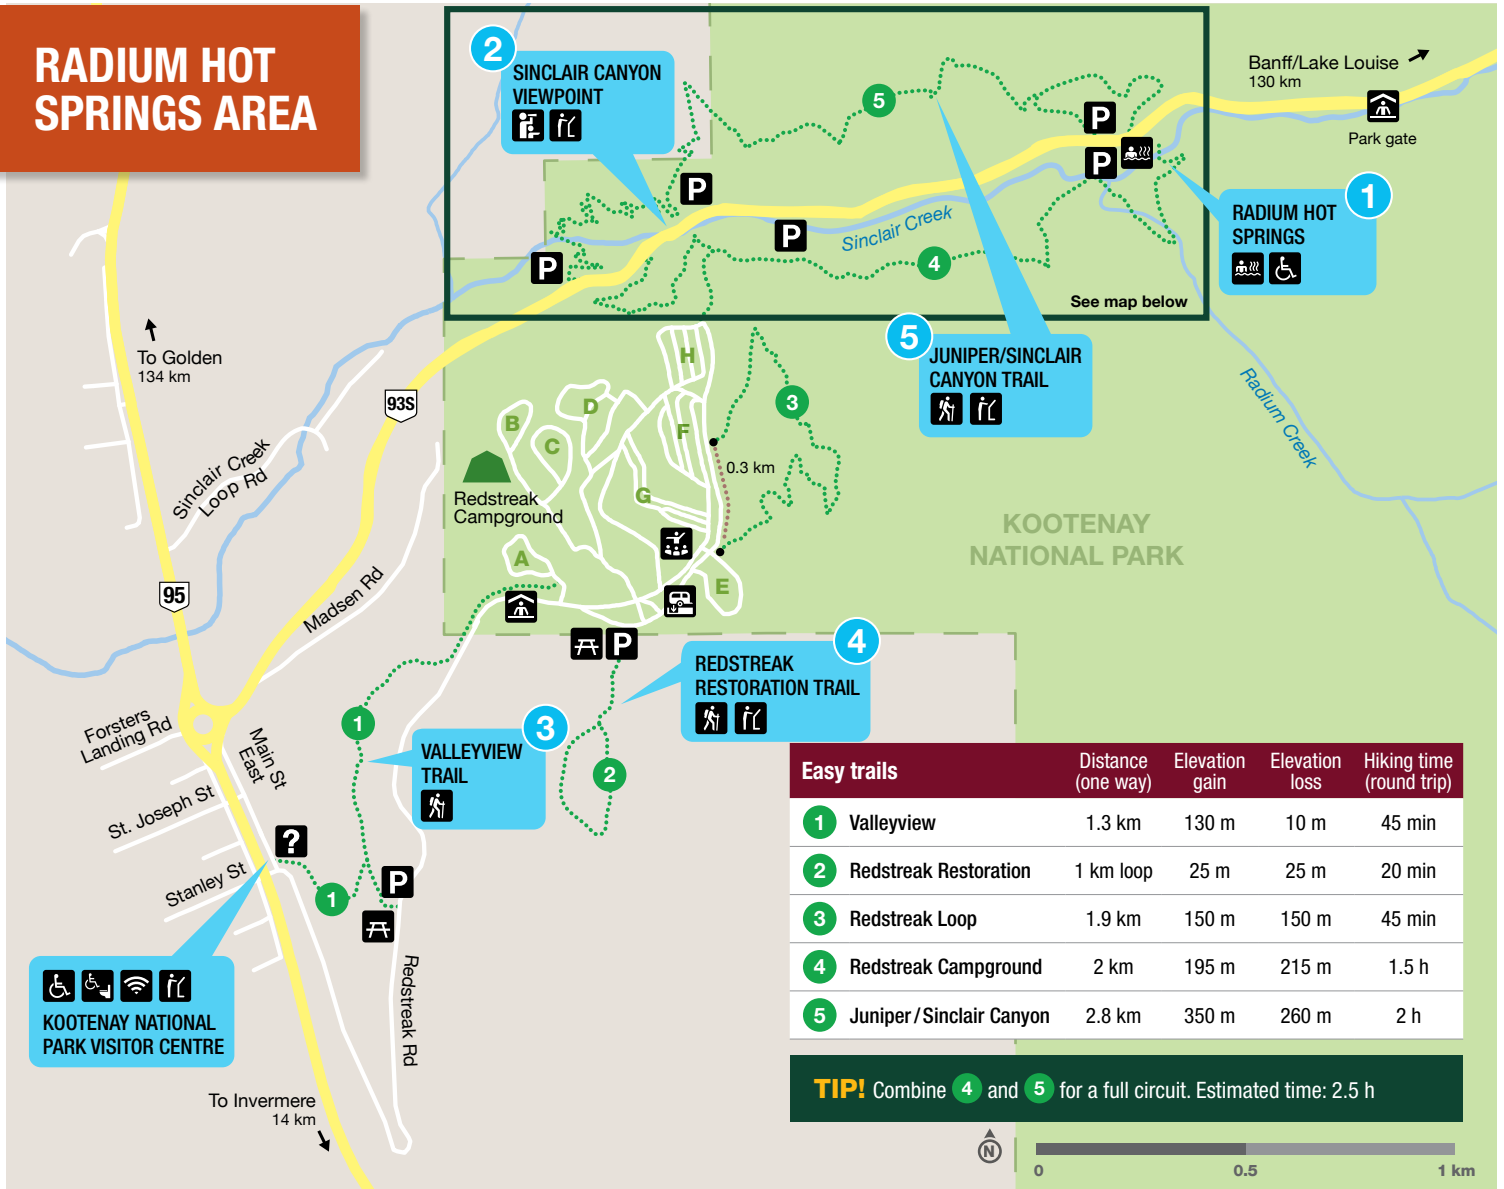 RADIUM HOT
SPRINGS AREA
2
SINCLAIR CANYON
VIEWPOINT
5
P
P
P
P
P
Banff/Lake Louise
130 km
Park gate
1
RADIUM HOT
SPRINGS
Sinclair Creek
4
See map below
To Golden
134 km
5
JUNIPER/SINCLAIR
CANYON TRAIL
Radium Creek
93S
H
D
B
C
F
3
0.3 km
G
A
E
Redstreak
Campground
Sinclair Creek
Loop Rd
KOOTENAY
NATIONAL PARK
95
Madsen Rd
P
4
REDSTREAK
RESTORATION TRAIL
Forsters
Landing Rd
Main St
East
1
3
VALLEYVIEW
TRAIL
2
St. Joseph St
?
Stanley St
1
P
Redstreak Rd
KOOTENAY NATIONAL
PARK VISITOR CENTRE
To Invermere
14 km
Easy trails Distance (one way) Elevation gain Elevation loss Hiking time (round trip)
1 Valleyview 1.3 km 130 m 10 m 45 min
2 Redstreak Restoration 1 km loop 25 m 25 m 20 min
3 Redstreak Loop 1.9 km 150 m 150 m 45 min
4 Redstreak Campground 2 km 195 m 215 m 1.5 h
5 Juniper/Sinclair Canyon 2.8 km 350 m 260 m 2 h
TIP! Combine 4 and 5 for a full circuit. Estimated time: 2.5 h
N
0 0.5 1 km